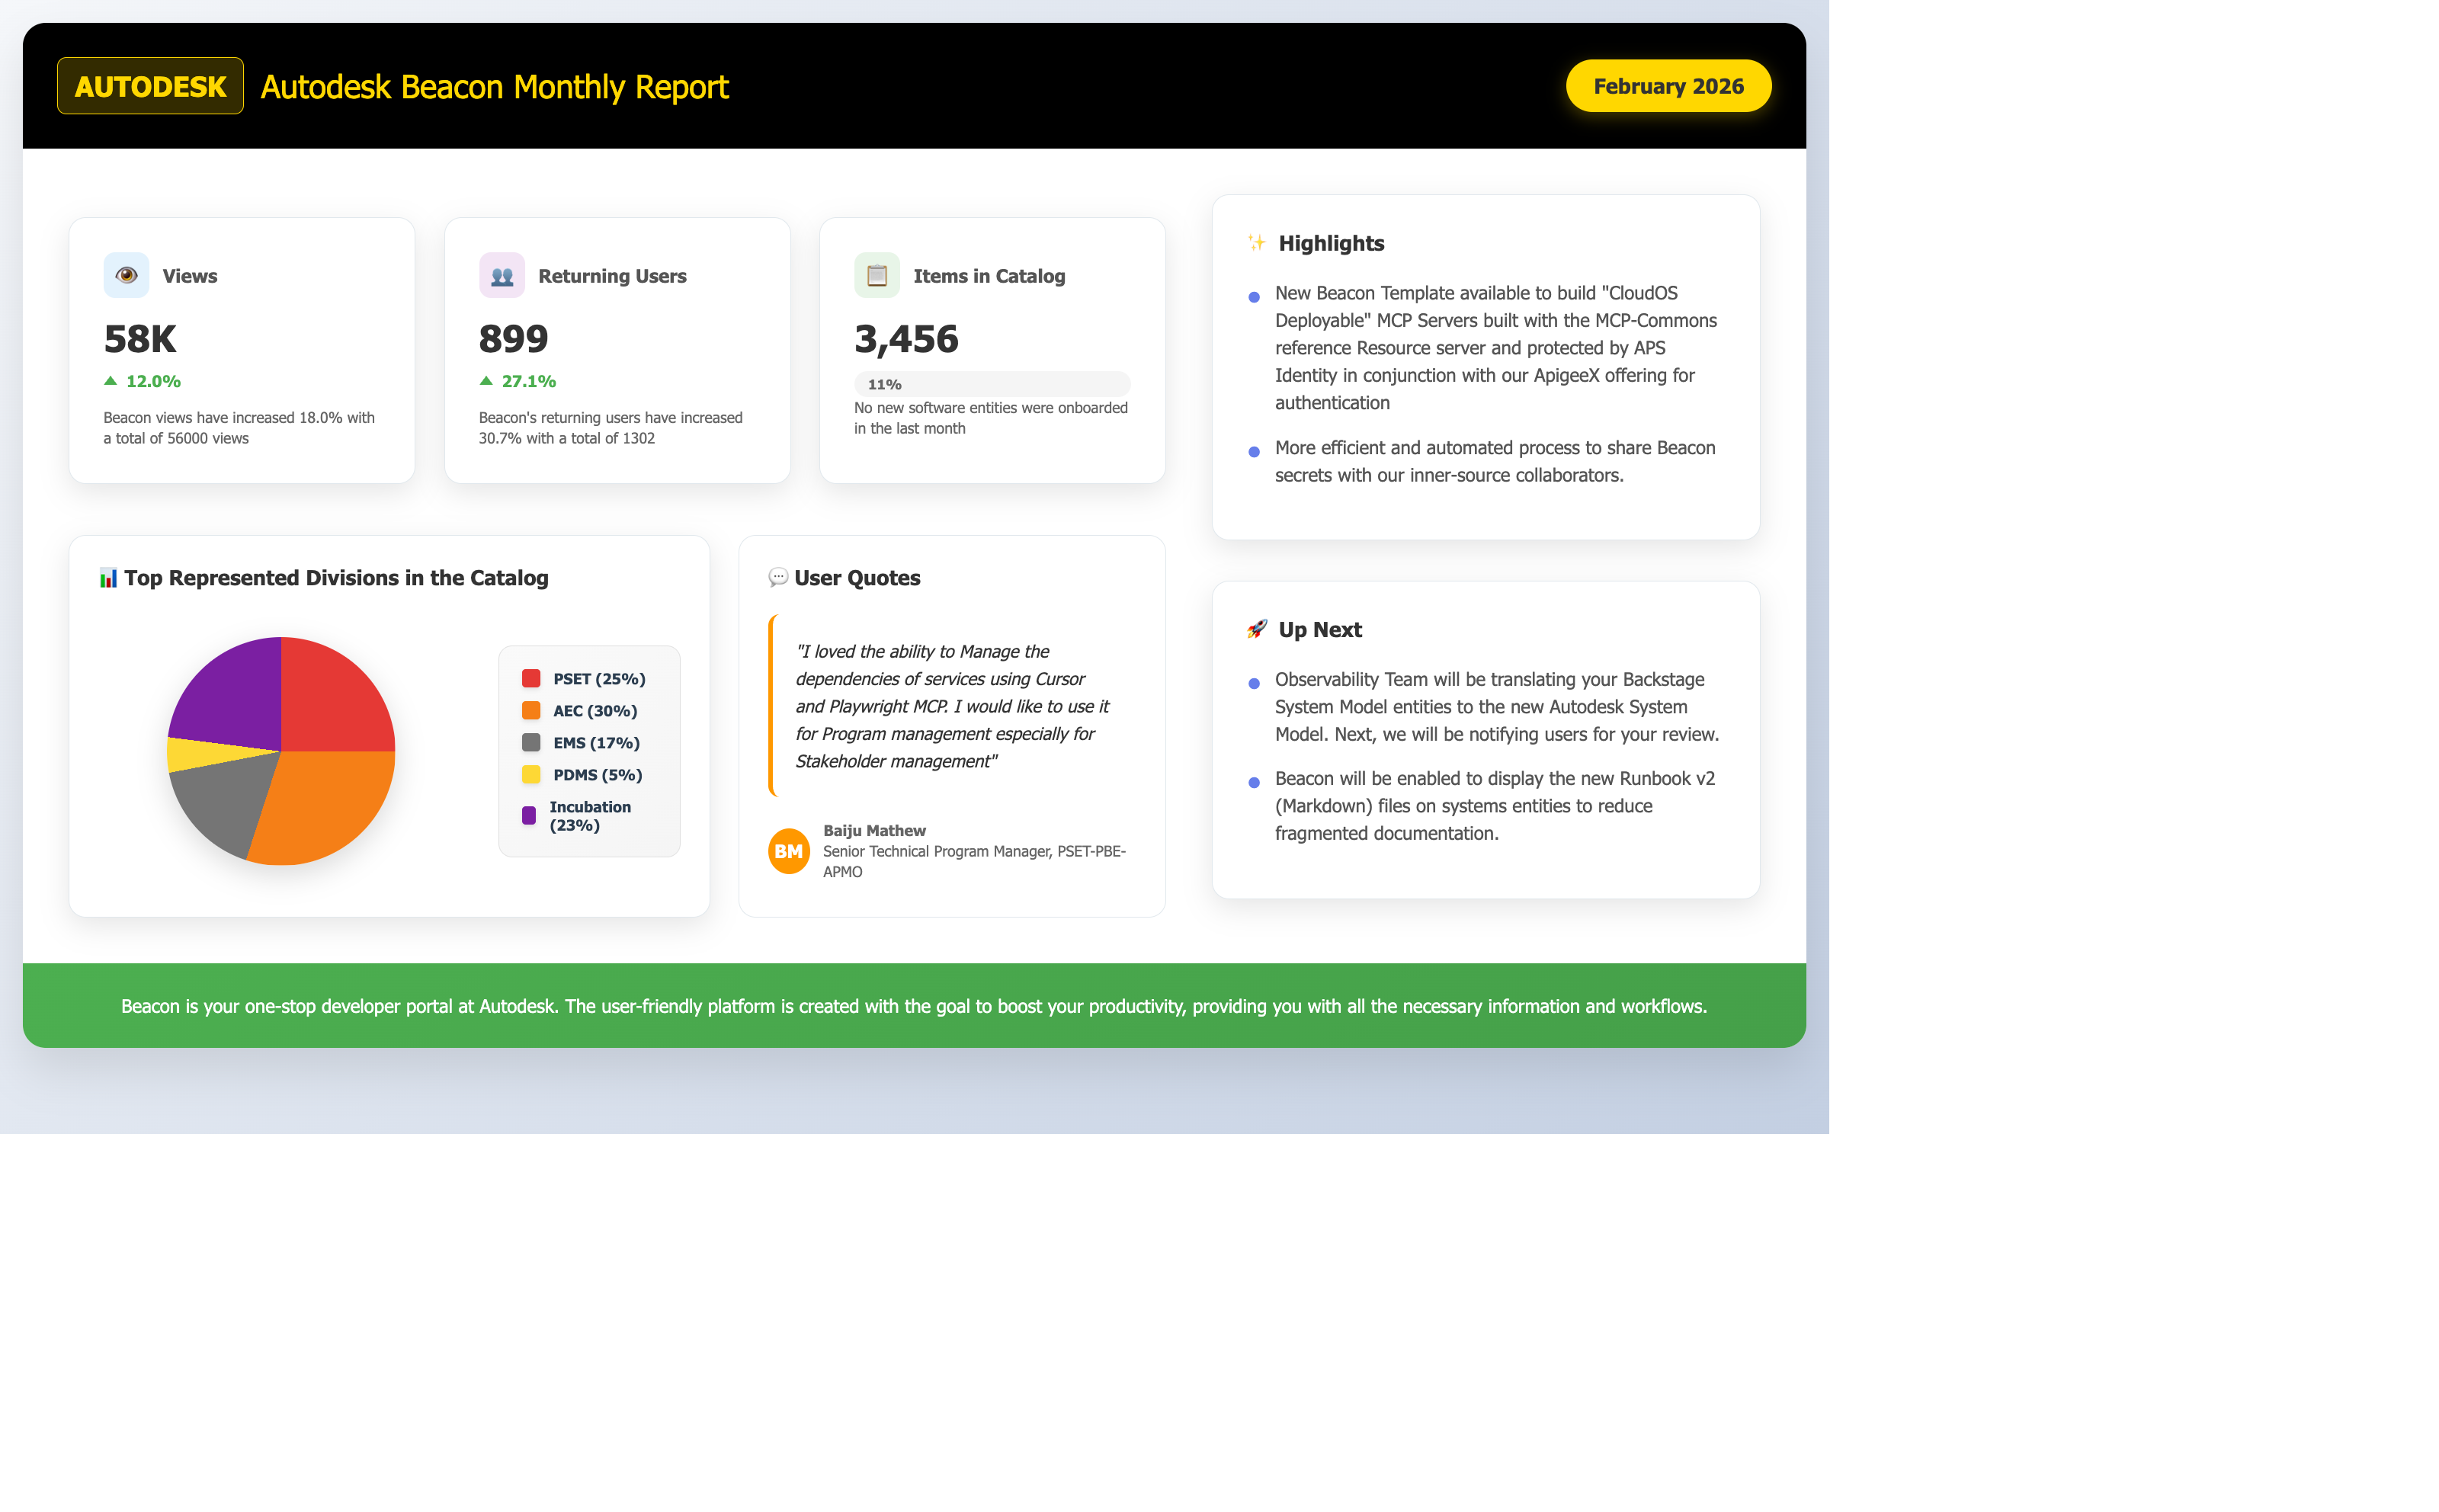 AUTODESK
Autodesk Beacon Monthly Report
February 2026
Views
58K
12.0%
Beacon views have increased 18.0% with
a total of 56000 views
Returning Users
899
27.1%
Beacon's returning users have increased
30.7% with a total of 1302
Items in Catalog
3,456
11%
No new software entities were onboarded
in the last month
Top Represented Divisions in the Catalog
PSET (25%)
AEC (30%)
EMS (17%)
PDMS (5%)
Incubation
(23%)
User Quotes
"I loved the ability to Manage the
dependencies of services using Cursor
and Playwright MCP. I would like to use it
for Program management especially for
Stakeholder management"
BM
Baiju Mathew
Senior Technical Program Manager, PSET-PBE-
APMO
Highlights
New Beacon Template available to build "CloudOS
Deployable" MCP Servers built with the MCP-Commons
reference Resource server and protected by APS
Identity in conjunction with our ApigeeX offering for
authentication
More efficient and automated process to share Beacon
secrets with our inner-source collaborators.
Up Next
Observability Team will be translating your Backstage
System Model entities to the new Autodesk System
Model. Next, we will be notifying users for your review.
Beacon will be enabled to display the new Runbook v2
(Markdown) files on systems entities to reduce
fragmented documentation.
Beacon is your one-stop developer portal at Autodesk. The user-friendly platform is created with the goal to boost your productivity, providing you with all the necessary information and workflows.